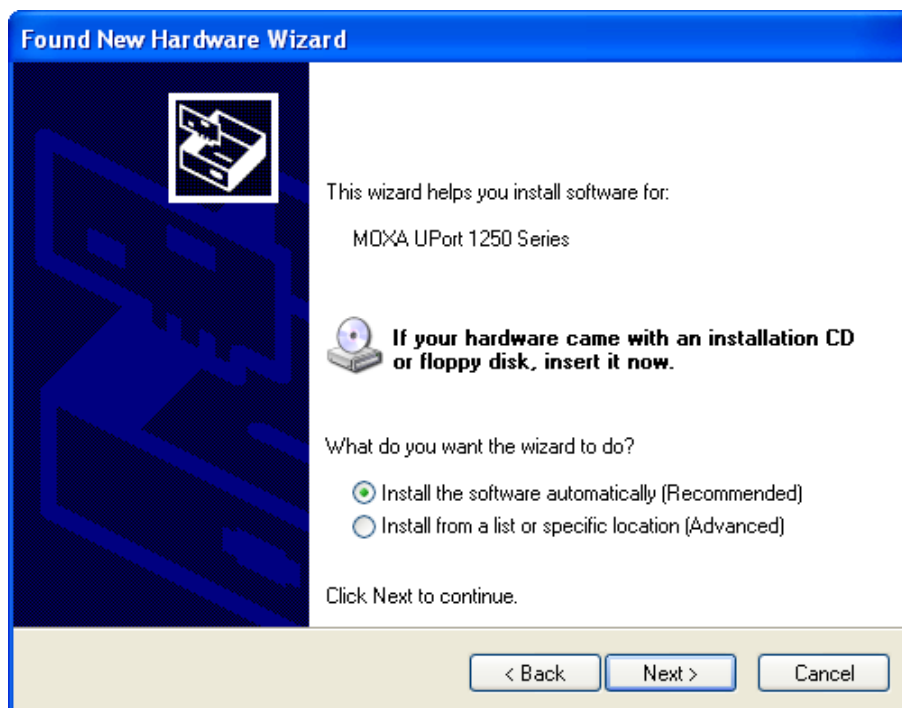 Found New Hardware Wizard
This wizard helps you install software for:
MOXA UPort 1250 Series
If your hardware came with an installation CD
or floppy disk, insert it now.
What do you want the wizard to do?
Install the software automatically (Recommended)
Install from a list or specific location (Advanced)
Click Next to continue.
< Back
Next >
Cancel